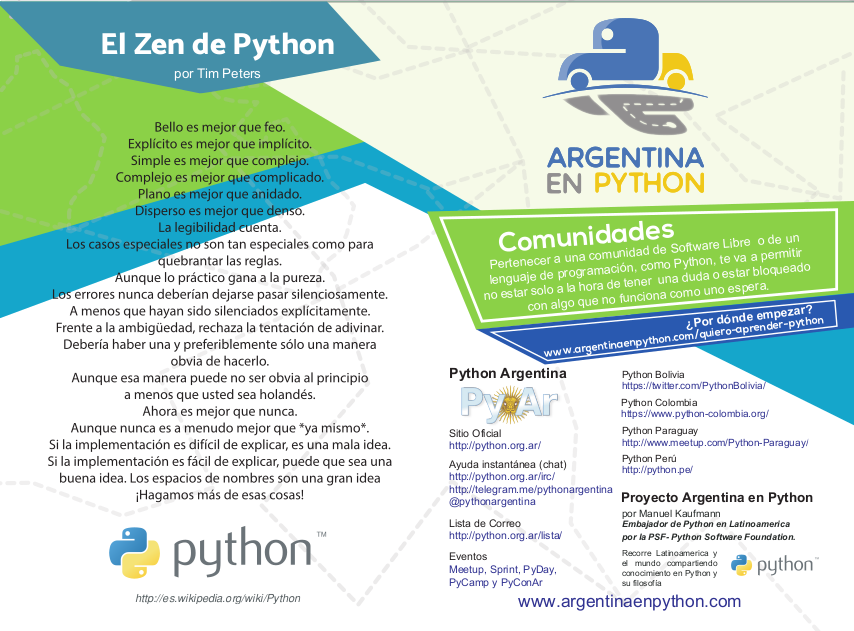 El Zen de Python
por Tim Peters
Bello es mejor que feo.
Explícito es mejor que implícito.
Simple es mejor que complejo.
Complejo es mejor que complicado.
Plano es mejor que anidado.
Disperso es mejor que denso.
La legibilidad cuenta.
Los casos especiales no son tan especiales como para
quebrantar las reglas.
Aunque lo práctico gana a la pureza.
Los errores nunca deberían dejarse pasar silenciosamente.
A menos que hayan sido silenciados explícitamente.
Frente a la ambigüedad, rechaza la tentación de adivinar.
Debería haber una y preferiblemente sólo una manera
obvia de hacerlo.
Aunque esa manera puede no ser obvia al principio
a menos que usted sea holandés.
Ahora es mejor que nunca.
Aunque nunca es a menudo mejor que *ya mismo*.
Si la implementación es difícil de explicar, es una mala idea.
Si la implementación es fácil de explicar, puede que sea una
buena idea. Los espacios de nombres son una gran idea
¡Hagamos más de esas cosas!
python™
http://es.wikipedia.org/wiki/Python
ARGENTINA
EN PYTHON
Comunidades
Pertenecer a una comunidad de Software Libre o de un
lenguaje de programación, como Python, te va a permitir
no estar solo a la hora de tener una duda o estar bloqueado
con algo que no funciona como uno espera.
¿Por dónde empezar?
www.argentinaenpython.com/quiero-aprender-python
Python Argentina
PyAr
Sitio Oficial
http://python.org.ar/
Ayuda instantánea (chat)
http://python.org.ar/irc/
http://telegram.me/pythonargentina
@pythonargentina
Lista de Correo
http://python.org.ar/lista/
Eventos
Meetup, Sprint, PyDay,
PyCamp y PyConAr
Python Bolivia
https://twitter.com/PythonBolivia/
Python Colombia
https://www.python-colombia.org/
Python Paraguay
http://www.meetup.com/Python-Paraguay/
Python Perú
http://python.pe/
Proyecto Argentina en Python
por Manuel Kaufmann
Embajador de Python en Latinoamerica
por la PSF- Python Software Foundation.
Recorre Latinoamerica y
el mundo compartiendo
conocimiento en Python y
su filosofía
python™
www.argentinaenpython.com